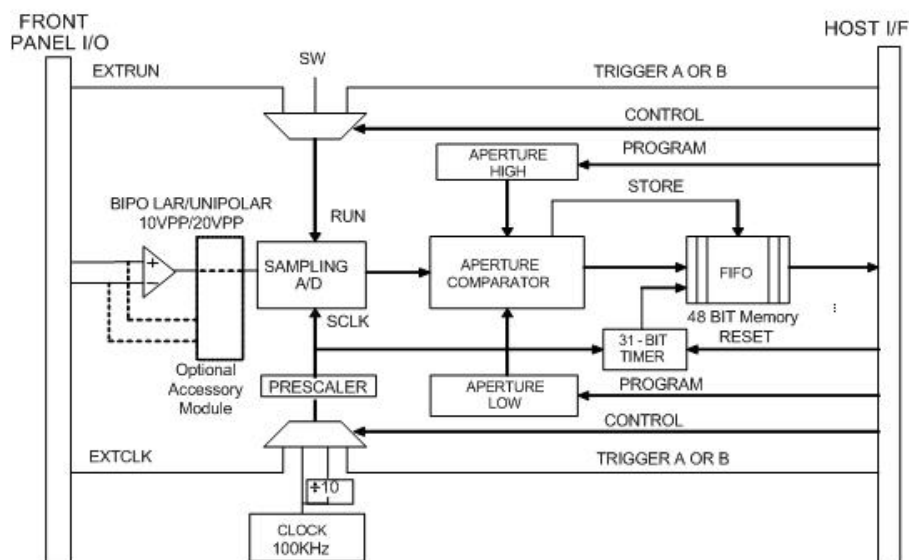 FRONT
PANEL I/O
HOST I/F
SW
EXTRUN
TRIGGER A OR B
CONTROL
APERTURE
HIGH
PROGRAM
STORE
BIPO LAR/UNIPOLAR
10VPP/20VPP
RUN
+
−
SAMPLING
A/D
APERTURE
COMPARATOR
FIFO
SCLK
48 BIT Memory
31 - BIT
TIMER
RESET
Optional
Accessory
Module
PRESCALER
APERTURE
LOW
PROGRAM
CONTROL
EXTCLK
TRIGGER A OR B
÷10
CLOCK
100KHz